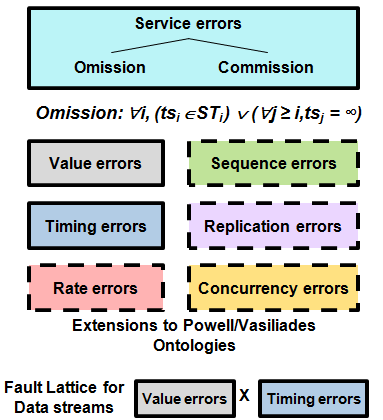 Service errors
Omission Commission
Omission: ∀i, (tsᵢ ∈STᵢ) ∨ (∀j ≥ i,tsⱼ = ∞)
Value errors Sequence errors
Timing errors Replication errors
Rate errors Concurrency errors
Extensions to Powell/Vasiliades
Ontologies
Fault Lattice for
Data streams Value errors X Timing errors